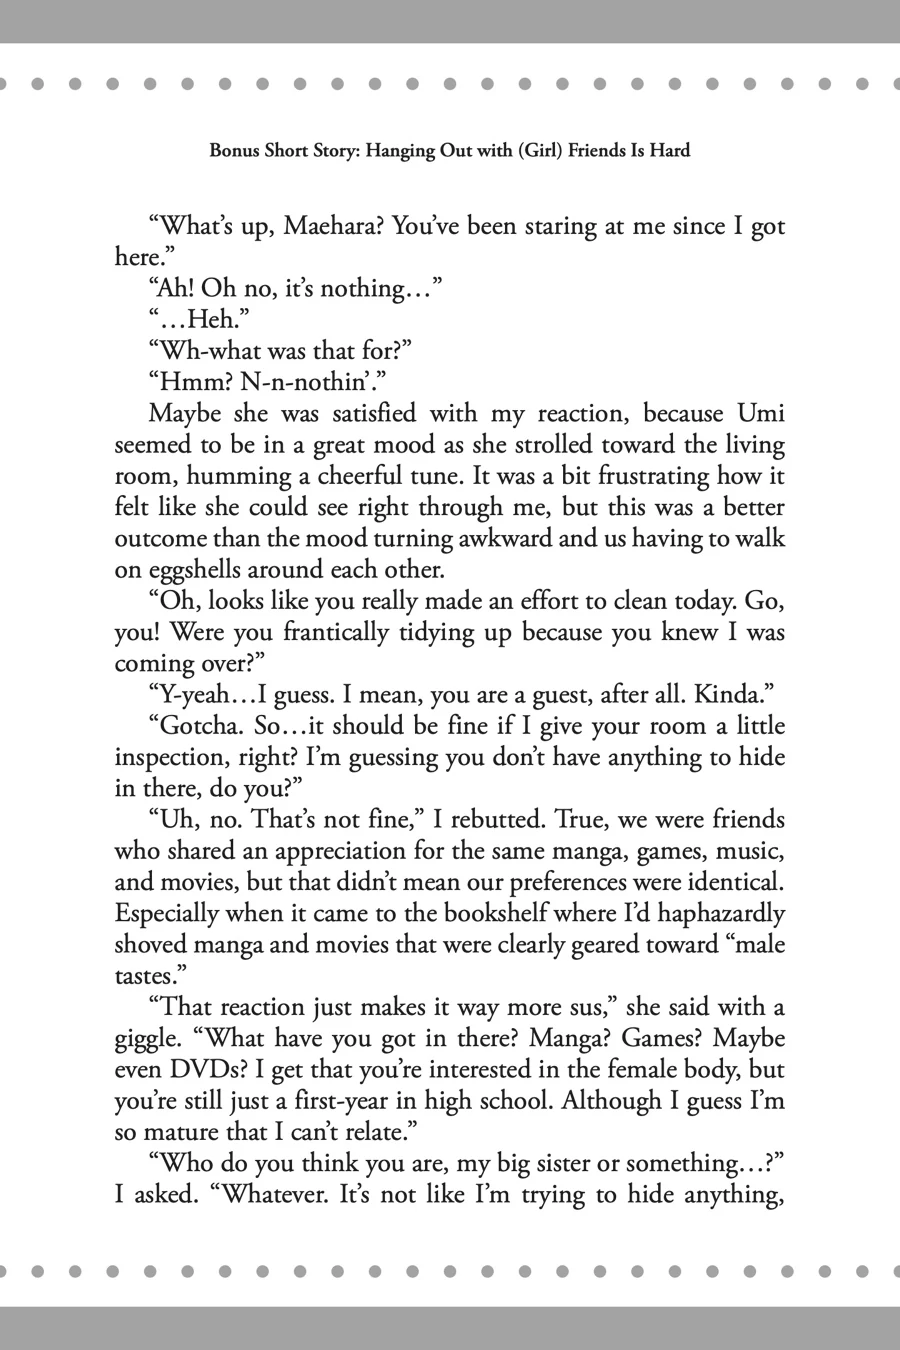 Bonus Short Story: Hanging Out with (Girl) Friends Is Hard
“What’s up, Maehara? You’ve been staring at me since I got
here.”
“Ah! Oh no, it’s nothing…”
“…Heh.”
“Wh-what was that for?”
“Hmm? N-n-nothin’.”
Maybe she was satisfied with my reaction, because Umi
seemed to be in a great mood as she strolled toward the living
room, humming a cheerful tune. It was a bit frustrating how it
felt like she could see right through me, but this was a better
outcome than the mood turning awkward and us having to walk
on eggshells around each other.
“Oh, looks like you really made an effort to clean today. Go,
you! Were you frantically tidying up because you knew I was
coming over?”
“Y-yeah…I guess. I mean, you are a guest, after all. Kinda.”
“Gotcha. So…it should be fine if I give your room a little
inspection, right? I’m guessing you don’t have anything to hide
in there, do you?”
“Uh, no. That’s not fine,” I rebutted. True, we were friends
who shared an appreciation for the same manga, games, music,
and movies, but that didn’t mean our preferences were identical.
Especially when it came to the bookshelf where I’d haphazardly
shoved manga and movies that were clearly geared toward “male
tastes.”
“That reaction just makes it way more sus,” she said with a
giggle. “What have you got in there? Manga? Games? Maybe
even DVDs? I get that you’re interested in the female body, but
you’re still just a first-year in high school. Although I guess I’m
so mature that I can’t relate.”
“Who do you think you are, my big sister or something…?”
I asked. “Whatever. It’s not like I’m trying to hide anything,